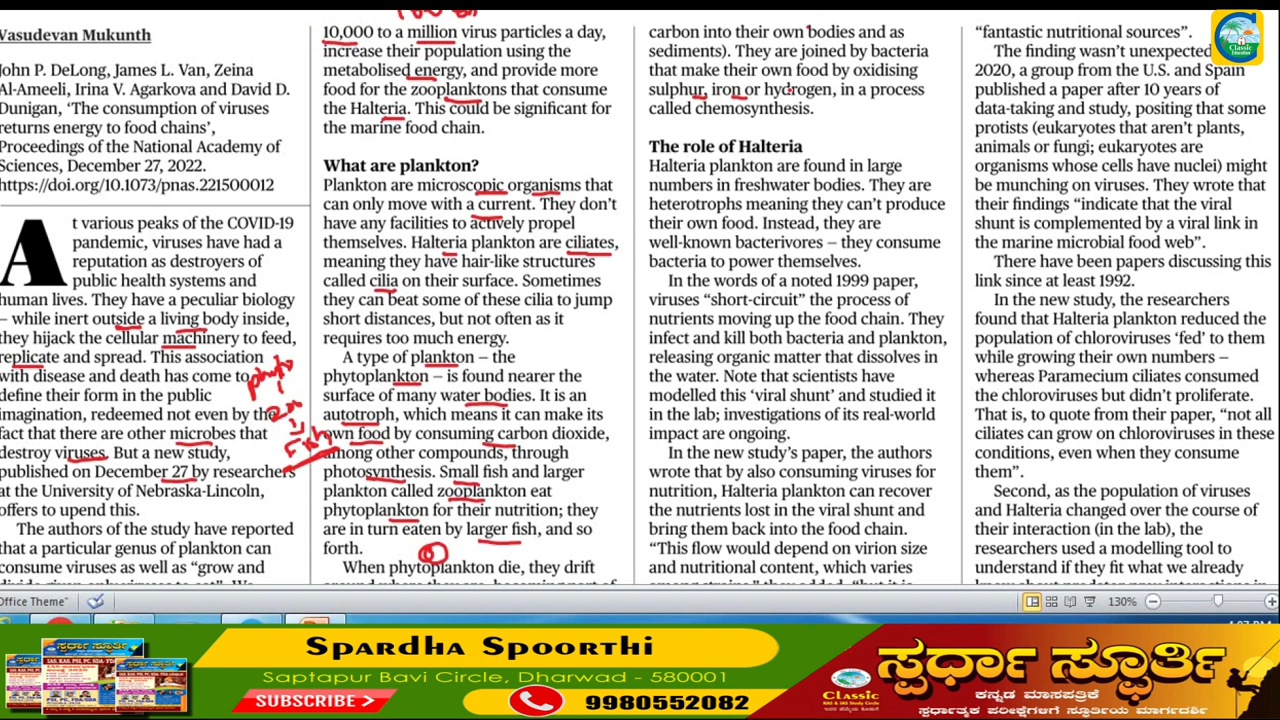 Vasudevan Mukunth
John P. DeLong, James L. Van, Zeina
Al-Ameeli, Irina V. Agarkova and David D.
Dunigan, ‘The consumption of viruses
returns energy to food chains’,
Proceedings of the National Academy of
Sciences, December 27, 2022.
https://doi.org/10.1073/pnas.221500012
At various peaks of the COVID-19
pandemic, viruses have had a
reputation as destroyers of
public health systems and
human lives. They have a peculiar biology
– while inert outside a living body inside,
they hijack the cellular machinery to feed,
replicate and spread. This association
with disease and death has come to
define their form in the public
imagination, redeemed not even by the
fact that there are other microbes that
destroy viruses. But a new study,
published on December 27 by researchers
at the University of Nebraska-Lincoln,
offers to upend this.
The authors of the study have reported
that a particular genus of plankton can
consume viruses as well as “grow and
phyto
Fish
10,000 to a million virus particles a day,
increase their population using the
metabolised energy, and provide more
food for the zooplanktons that consume
the Halteria. This could be significant for
the marine food chain.
What are plankton?
Plankton are microscopic organisms that
can only move with a current. They don’t
have any facilities to actively propel
themselves. Halteria plankton are ciliates,
meaning they have hair-like structures
called cilia on their surface. Sometimes
they can beat some of these cilia to jump
short distances, but not often as it
requires too much energy.
A type of plankton – the
phytoplankton – is found nearer the
surface of many water bodies. It is an
autotroph, which means it can make its
own food by consuming carbon dioxide,
among other compounds, through
photosynthesis. Small fish and larger
plankton called zooplankton eat
phytoplankton for their nutrition; they
are in turn eaten by larger fish, and so
forth.
When phytoplankton die, they drift
carbon into their own bodies and as
sediments). They are joined by bacteria
that make their own food by oxidising
sulphur, iron or hydrogen, in a process
called chemosynthesis.
The role of Halteria
Halteria plankton are found in large
numbers in freshwater bodies. They are
heterotrophs meaning they can’t produce
their own food. Instead, they are
well-known bacterivores – they consume
bacteria to power themselves.
In the words of a noted 1999 paper,
viruses “short-circuit” the process of
nutrients moving up the food chain. They
infect and kill both bacteria and plankton,
releasing organic matter that dissolves in
the water. Note that scientists have
modelled this ‘viral shunt’ and studied it
in the lab; investigations of its real-world
impact are ongoing.
In the new study’s paper, the authors
wrote that by also consuming viruses for
nutrition, Halteria plankton can recover
the nutrients lost in the viral shunt and
bring them back into the food chain.
“This flow would depend on virion size
and nutritional content, which varies
“fantastic nutritional sources”.
The finding wasn’t unexpected
2020, a group from the U.S. and Spain
published a paper after 10 years of
data-taking and study, positing that some
protists (eukaryotes that aren’t plants,
animals or fungi; eukaryotes are
organisms whose cells have nuclei) might
be munching on viruses. They wrote that
their findings “indicate that the viral
shunt is complemented by a viral link in
the marine microbial food web”.
There have been papers discussing this
link since at least 1992.
In the new study, the researchers
found that Halteria plankton reduced the
population of chloroviruses ‘fed’ to them
while growing their own numbers –
whereas Paramecium ciliates consumed
the chloroviruses but didn’t proliferate.
That is, to quote from their paper, “not all
ciliates can grow on chloroviruses in these
conditions, even when they consume
them”.
Second, as the population of viruses
and Halteria changed over the course of
their interaction (in the lab), the
researchers used a modelling tool to
understand if they fit what we already
Classic
Education
Office Theme"
130%
Spardha Spoorthi
Saptapur Bavi Circle, Dharwad - 580001
SUBSCRIBE
9980552082
Classic
KAS & IAS Study Circle
ಸ್ಪರ್ಧಾ ಸ್ಫೂರ್ತಿ
ಕನ್ನಡ ಮಾಸಪತ್ರಿಕೆ
ಸ್ಪರ್ಧಾತ್ಮಕ ಪರೀಕ್ಷೆಗಳಿಗೆ ಸ್ಫೂರ್ತಿಯ ಮಾರ್ಗದರ್ಶಿ